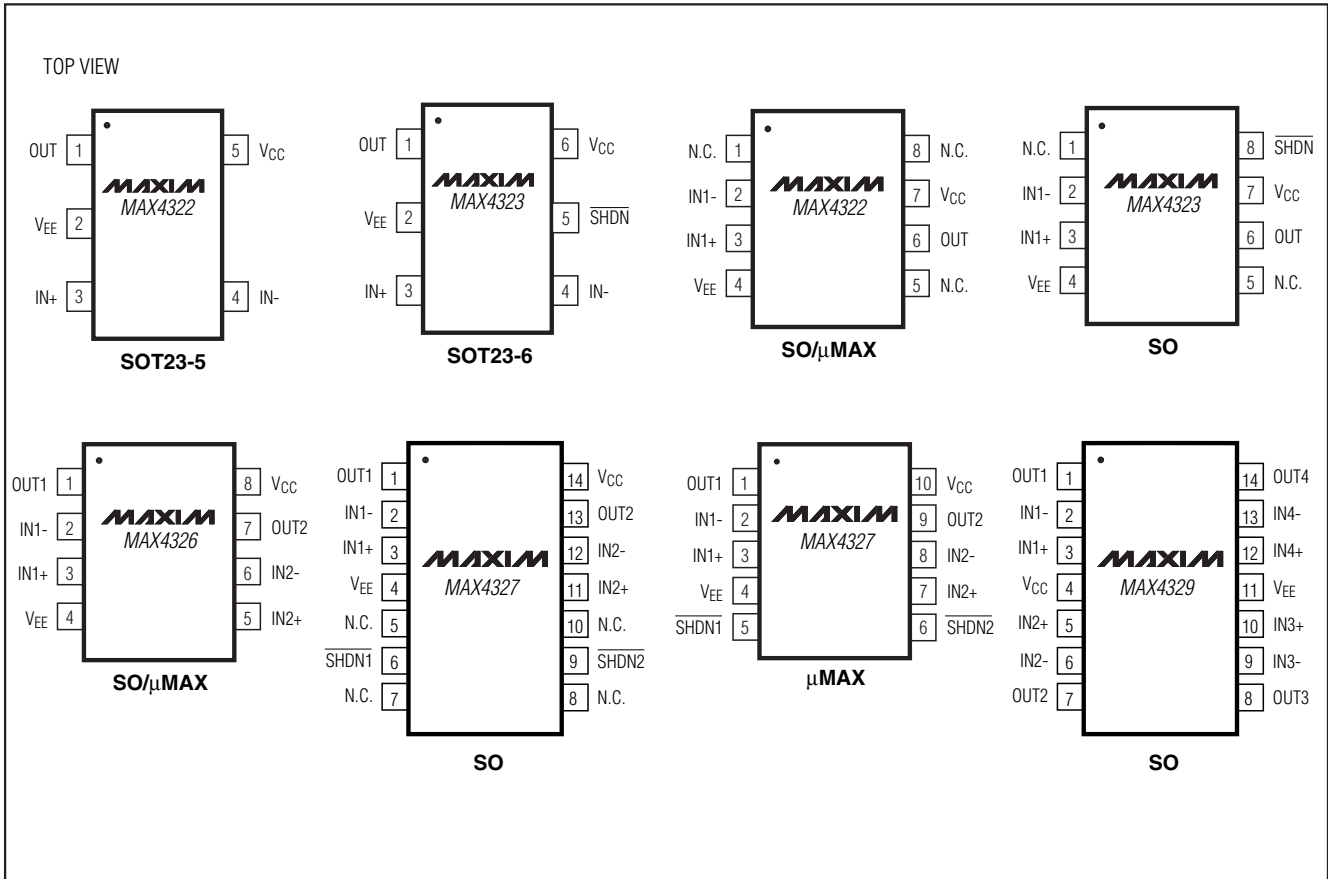 TOP VIEW
OUT 1
VEE 2
IN+ 3
5 VCC
4 IN-
MAXIM
MAX4322
SOT23-5
OUT 1
VEE 2
IN+ 3
6 VCC
5 SHDN
4 IN-
MAXIM
MAX4323
SOT23-6
N.C. 1
IN1- 2
IN1+ 3
VEE 4
8 N.C.
7 VCC
6 OUT
5 N.C.
MAXIM
MAX4322
SO/μMAX
N.C. 1
IN1- 2
IN1+ 3
VEE 4
8 SHDN
7 VCC
6 OUT
5 N.C.
MAXIM
MAX4323
SO
OUT1 1
IN1- 2
IN1+ 3
VEE 4
8 VCC
7 OUT2
6 IN2-
5 IN2+
MAXIM
MAX4326
SO/μMAX
OUT1 1
IN1- 2
IN1+ 3
VEE 4
N.C. 5
SHDN1 6
N.C. 7
14 VCC
13 OUT2
12 IN2-
11 IN2+
10 N.C.
9 SHDN2
8 N.C.
MAXIM
MAX4327
SO
OUT1 1
IN1- 2
IN1+ 3
VEE 4
SHDN1 5
10 VCC
9 OUT2
8 IN2-
7 IN2+
6 SHDN2
MAXIM
MAX4327
μMAX
OUT1 1
IN1- 2
IN1+ 3
VCC 4
IN2+ 5
IN2- 6
OUT2 7
14 OUT4
13 IN4-
12 IN4+
11 VEE
10 IN3+
9 IN3-
8 OUT3
MAXIM
MAX4329
SO